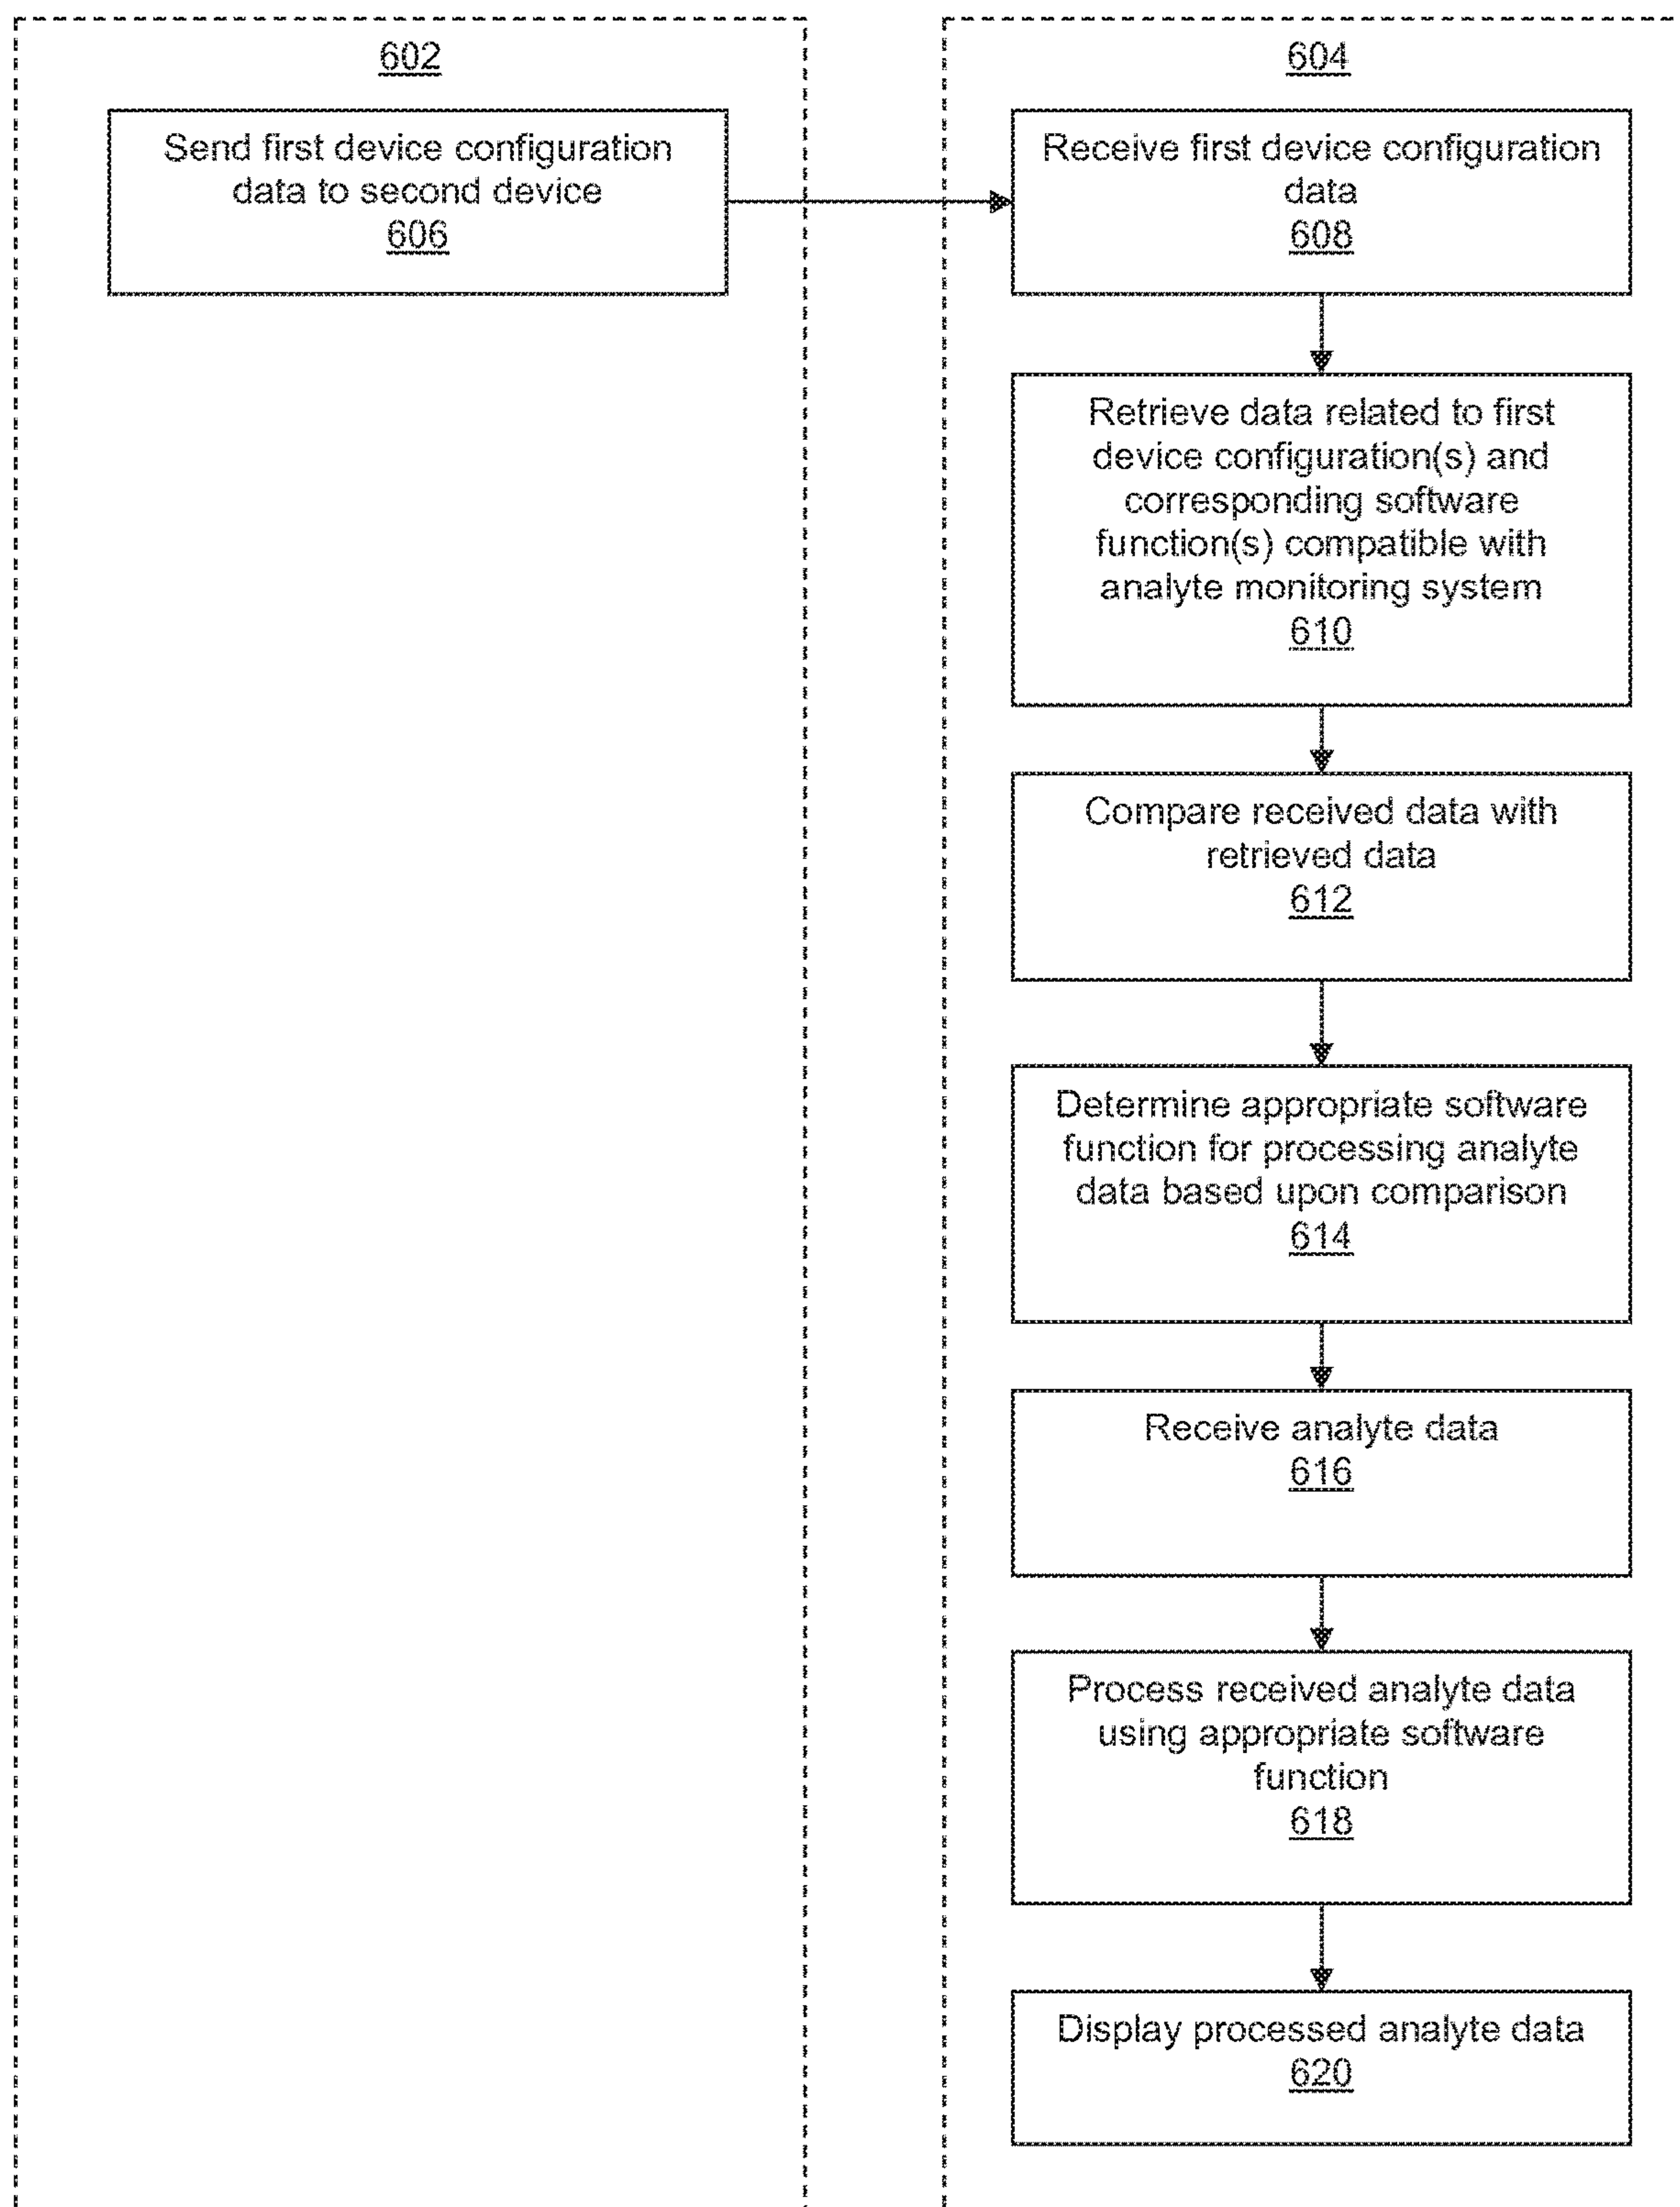 602
Send first device configuration
data to second device
606
604
Receive first device configuration
data
608
Retrieve data related to first
device configuration(s) and
corresponding software
function(s) compatible with
analyte monitoring system
610
Compare received data with
retrieved data
612
Determine appropriate software
function for processing analyte
data based upon comparison
614
Receive analyte data
616
Process received analyte data
using appropriate software
function
618
Display processed analyte data
620